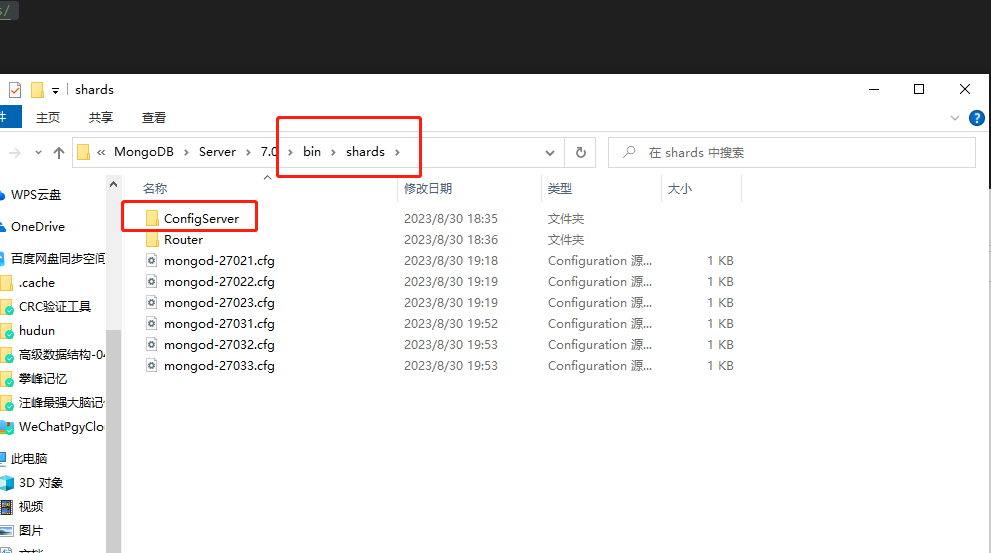 s/
shards
件
主页 共享 查看
« MongoDB › Server › 7.0 › bin › shards ›
在 shards 中搜索
名称 修改日期 类型 大小
WPS云盘
OneDrive
百度网盘同步空间
.cache
CRC验证工具
hudun
高级数据结构-04
攀峰记忆
汪峰最强大脑记忆
WeChatPgyClo
此电脑
3D 对象
视频
图片
ConfigServer 2023/8/30 18:35 文件夹
Router 2023/8/30 18:36 文件夹
mongod-27021.cfg 2023/8/30 19:18 Configuration 源... 1 KB
mongod-27022.cfg 2023/8/30 19:19 Configuration 源... 1 KB
mongod-27023.cfg 2023/8/30 19:19 Configuration 源... 1 KB
mongod-27031.cfg 2023/8/30 19:52 Configuration 源... 1 KB
mongod-27032.cfg 2023/8/30 19:53 Configuration 源... 1 KB
mongod-27033.cfg 2023/8/30 19:53 Configuration 源... 1 KB